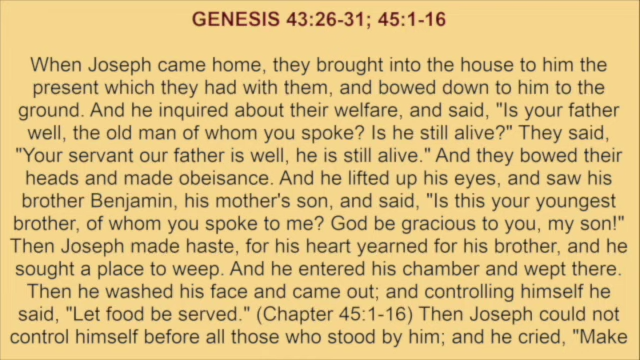 GENESIS 43:26-31; 45:1-16
When Joseph came home, they brought into the house to him the
present which they had with them, and bowed down to him to the
ground. And he inquired about their welfare, and said, "Is your father
well, the old man of whom you spoke? Is he still alive?" They said,
"Your servant our father is well, he is still alive." And they bowed their
heads and made obeisance. And he lifted up his eyes, and saw his
brother Benjamin, his mother's son, and said, "Is this your youngest
brother, of whom you spoke to me? God be gracious to you, my son!"
Then Joseph made haste, for his heart yearned for his brother, and he
sought a place to weep. And he entered his chamber and wept there.
Then he washed his face and came out; and controlling himself he
said, "Let food be served." (Chapter 45:1-16) Then Joseph could not
control himself before all those who stood by him; and he cried, "Make